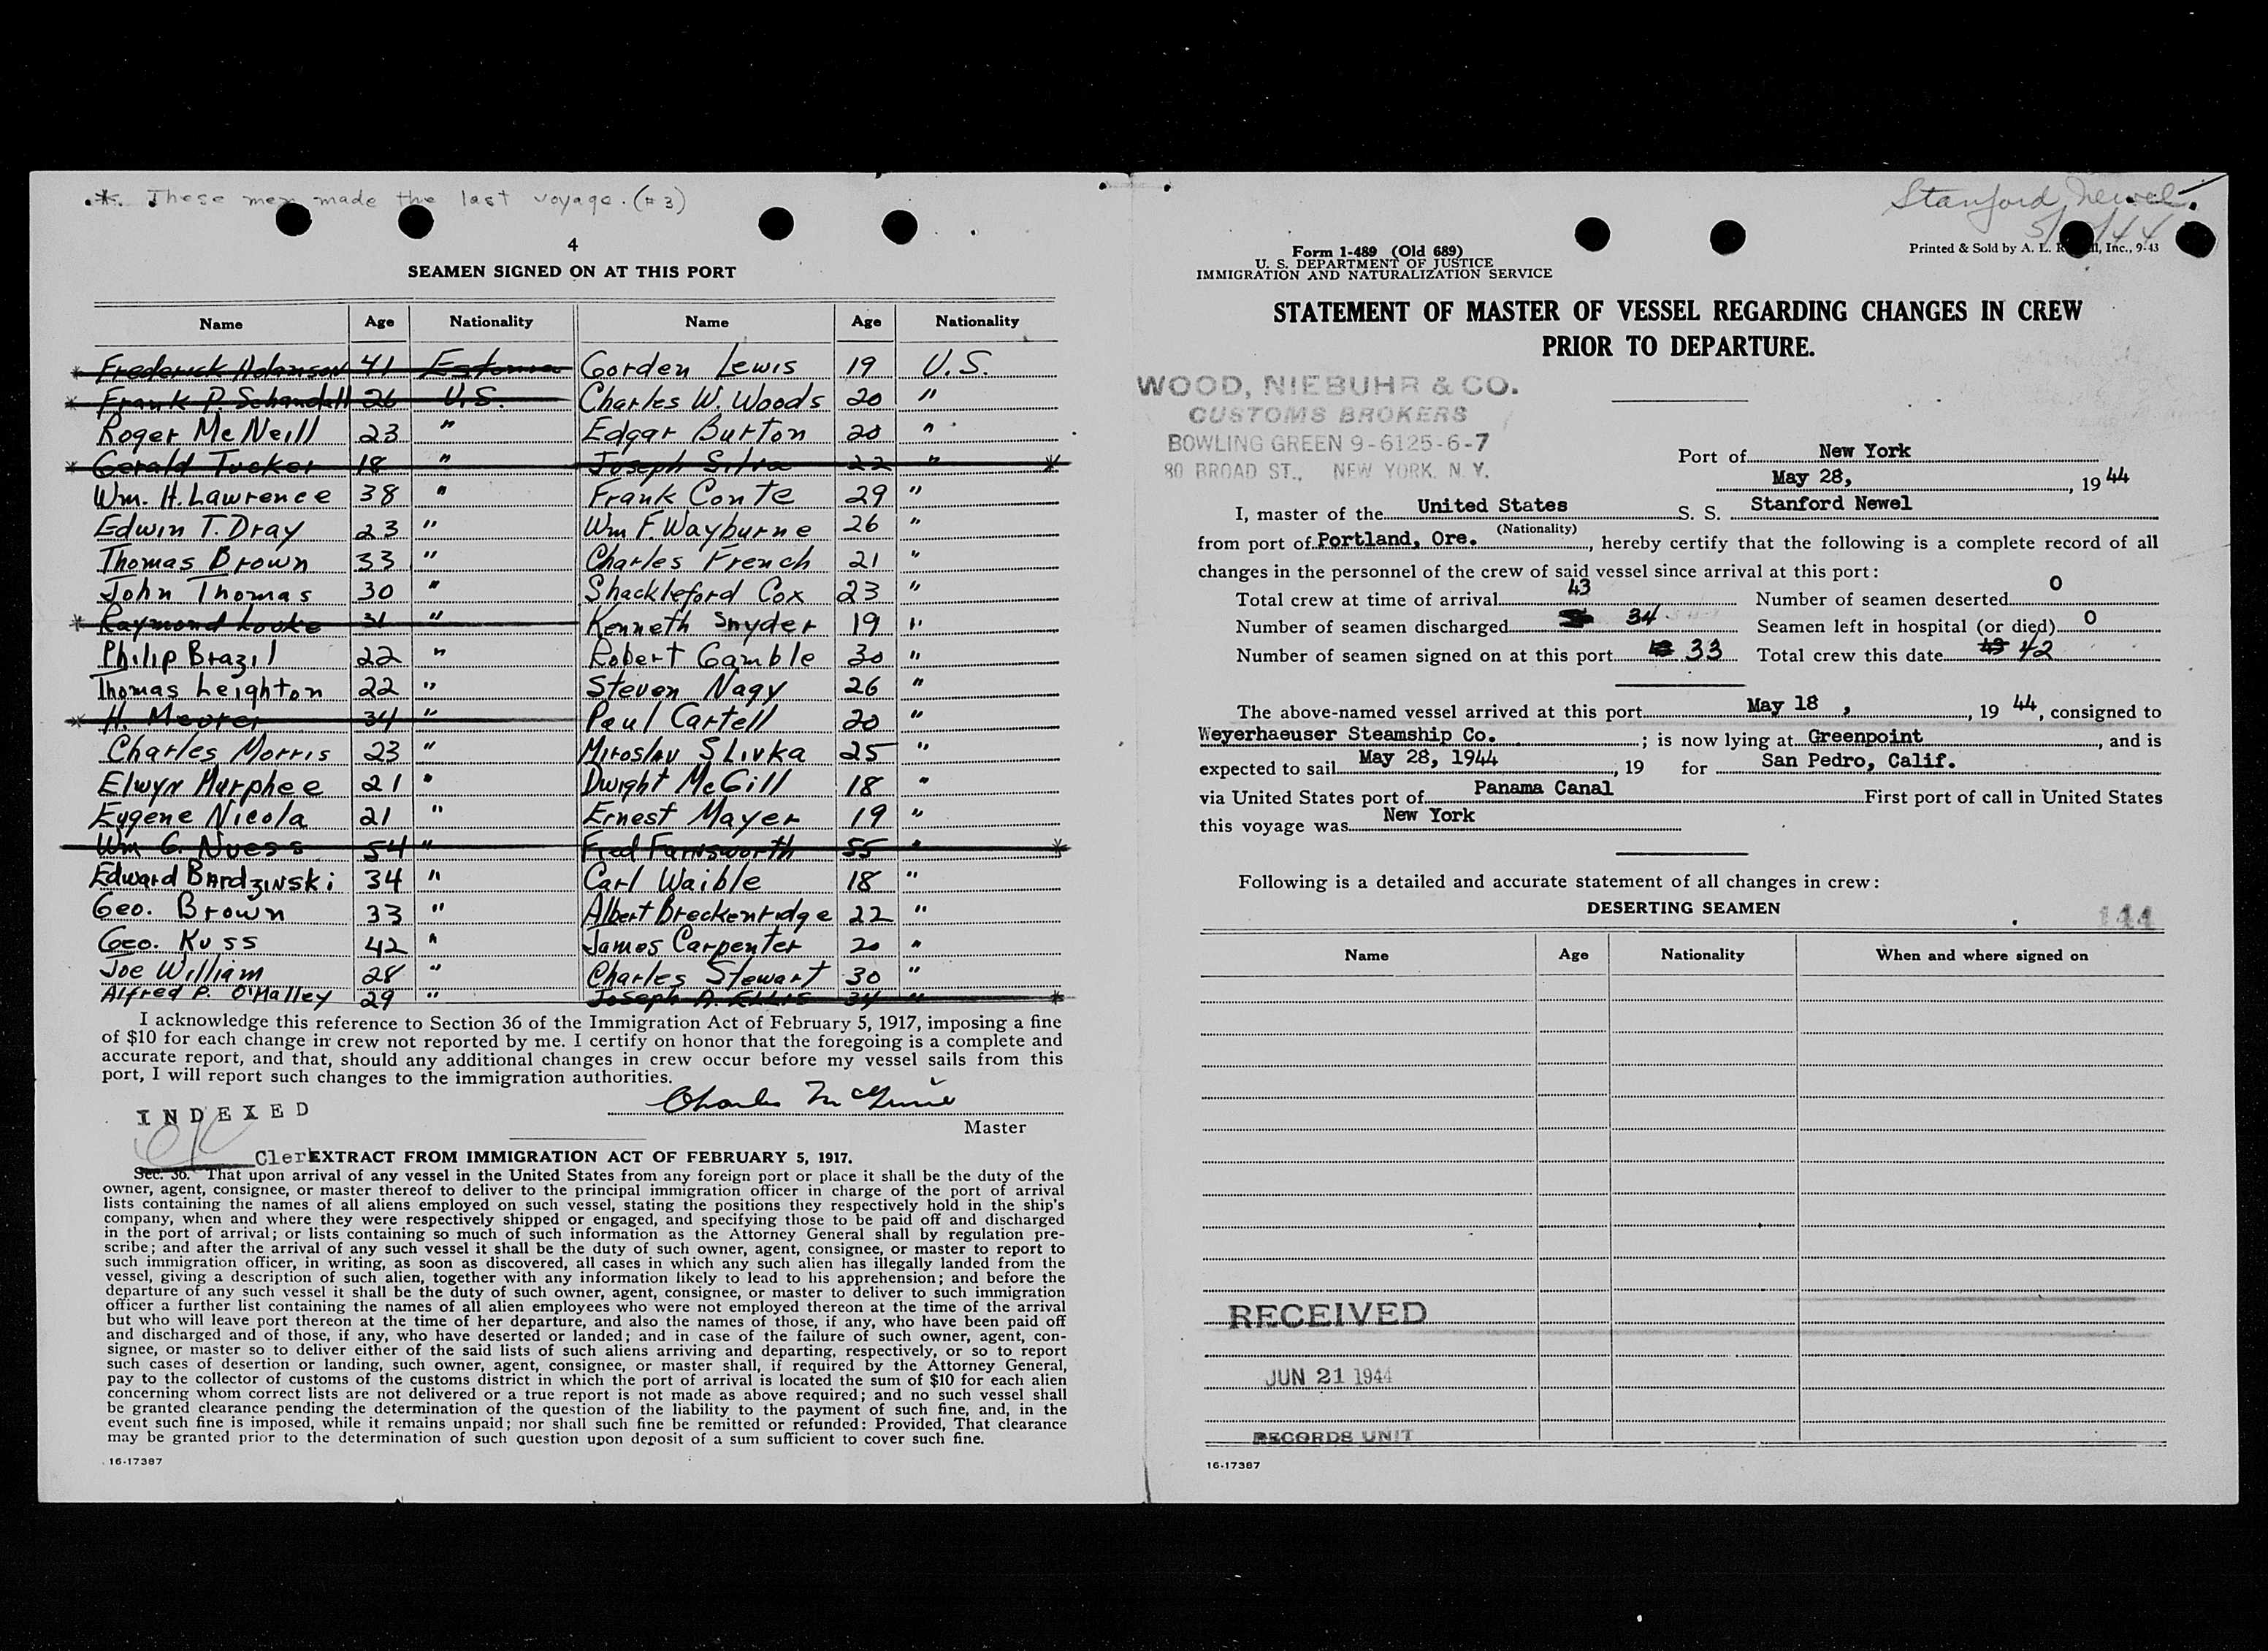 *. These men made the last voyage. (#3)
4
SEAMEN SIGNED ON AT THIS PORT
Name Age Nationality Name Age Nationality
* Frederick Adamson 41 Estonia Gorden Lewis 19 U.S.
* Frank P. Schandall 26 U.S. Charles W. Woods 20 "
Roger McNeill 23 " Edgar Burton 20 "
* Gerald Tucker 18 " Joseph Silva 22 " *
Wm. H. Lawrence 38 " Frank Conte 29 "
Edwin T. Dray 23 " Wm F. Wayburne 26 "
Thomas Brown 33 " Charles French 21 "
John Thomas 30 " Shackleford Cox 23 "
* Raymond Looke 31 " Kenneth Snyder 19 "
Philip Brazil 22 " Robert Gamble 30 "
Thomas Leighton 22 " Steven Nagy 26 "
* H. Meurer 34 " Paul Cartell 20 "
Charles Morris 23 " Miroslav Slivka 25 "
Elwyn Murphee 21 " Dwight McGill 18 "
Eugene Nicola 21 " Ernest Mayer 19 "
Wm G. Nuess 54 " Fred Farnsworth 55 " *
Edward Bardzinski 34 " Carl Waible 18 "
Geo. Brown 33 " Albert Breckenridge 22 "
Geo. Kuss 42 " James Carpenter 20 "
Joe William 28 " Charles Stewart 30 "
Alfred P. O'Malley 29 " Joseph A. Ellis 34 " *
I acknowledge this reference to Section 36 of the Immigration Act of February 5, 1917, imposing a fine
of $10 for each change in crew not reported by me. I certify on honor that the foregoing is a complete and
accurate report, and that, should any additional changes in crew occur before my vessel sails from this
port, I will report such changes to the immigration authorities.
Charles McGuire
Master
INDEXED
Clerk
EXTRACT FROM IMMIGRATION ACT OF FEBRUARY 5, 1917.
Sec. 36. That upon arrival of any vessel in the United States from any foreign port or place it shall be the duty of the
owner, agent, consignee, or master thereof to deliver to the principal immigration officer in charge of the port of arrival
lists containing the names of all aliens employed on such vessel, stating the positions they respectively hold in the ship's
company, when and where they were respectively shipped or engaged, and specifying those to be paid off and discharged
in the port of arrival; or lists containing so much of such information as the Attorney General shall by regulation pre-
scribe; and after the arrival of any such vessel it shall be the duty of such owner, agent, consignee, or master to report to
such immigration officer, in writing, as soon as discovered, all cases in which any such alien has illegally landed from the
vessel, giving a description of such alien, together with any information likely to lead to his apprehension; and before the
departure of any such vessel it shall be the duty of such owner, agent, consignee, or master to deliver to such immigration
officer a further list containing the names of all alien employees who were not employed thereon at the time of the arrival
but who will leave port thereon at the time of her departure, and also the names of those, if any, who have been paid off
and discharged and of those, if any, who have deserted or landed; and in case of the failure of such owner, agent, con-
signee, or master so to deliver either of the said lists of such aliens arriving and departing, respectively, or so to report
such cases of desertion or landing, such owner, agent, consignee, or master shall, if required by the Attorney General,
pay to the collector of customs of the customs district in which the port of arrival is located the sum of $10 for each alien
concerning whom correct lists are not delivered or a true report is not made as above required; and no such vessel shall
be granted clearance pending the determination of the question of the liability to the payment of such fine, and, in the
event such fine is imposed, while it remains unpaid; nor shall such fine be remitted or refunded: Provided, That clearance
may be granted prior to the determination of such question upon deposit of a sum sufficient to cover such fine.
16-17387
Stanford Newel
Form 1-489 (Old 689)
U. S. DEPARTMENT OF JUSTICE
IMMIGRATION AND NATURALIZATION SERVICE
Printed & Sold by A. L. Inc., 9-43
STATEMENT OF MASTER OF VESSEL REGARDING CHANGES IN CREW
PRIOR TO DEPARTURE.
WOOD, NIEBUHR & CO.
CUSTOMS BROKERS
BOWLING GREEN 9-6125-6-7
80 BROAD ST., NEW YORK, N. Y.
Port of New York
May 28, , 19 44
I, master of the United States S. S. Stanford Newel
(Nationality)
from port of Portland, Ore. , hereby certify that the following is a complete record of all
changes in the personnel of the crew of said vessel since arrival at this port:
Total crew at time of arrival 43 Number of seamen deserted 0
Number of seamen discharged 34 Seamen left in hospital (or died) 0
Number of seamen signed on at this port 33 Total crew this date 43 42
The above-named vessel arrived at this port May 18 , , 19 44, consigned to
Weyerhaeuser Steamship Co. ; is now lying at Greenpoint , and is
expected to sail May 28, 1944 , 19 for San Pedro, Calif.
via United States port of Panama Canal First port of call in United States
this voyage was New York
Following is a detailed and accurate statement of all changes in crew:
DESERTING SEAMEN
144
Name Age Nationality When and where signed on
RECEIVED
JUN 21 1944
RECORDS UNIT
16-17387